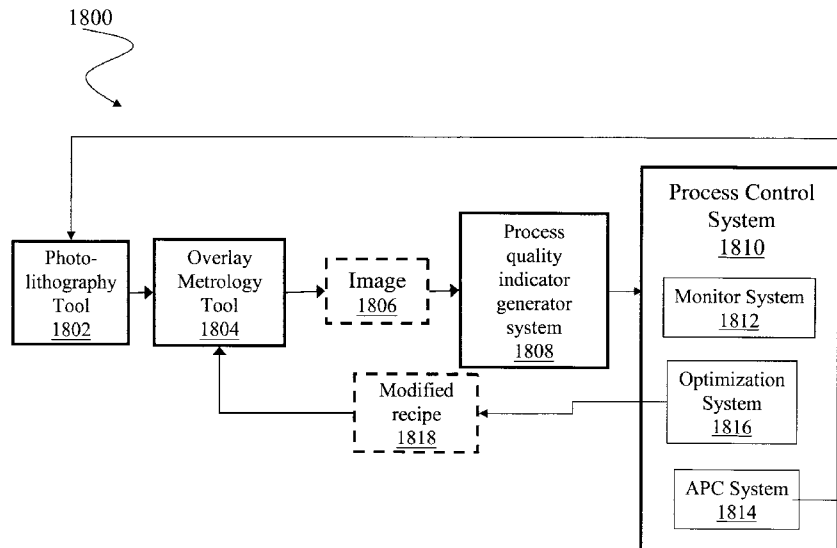 1800
Photo-
lithography
Tool
1802
Overlay
Metrology
Tool
1804
Image
1806
Process
quality
indicator
generator
system
1808
Process Control
System
1810
Monitor System
1812
Optimization
System
1816
APC System
1814
Modified
recipe
1818